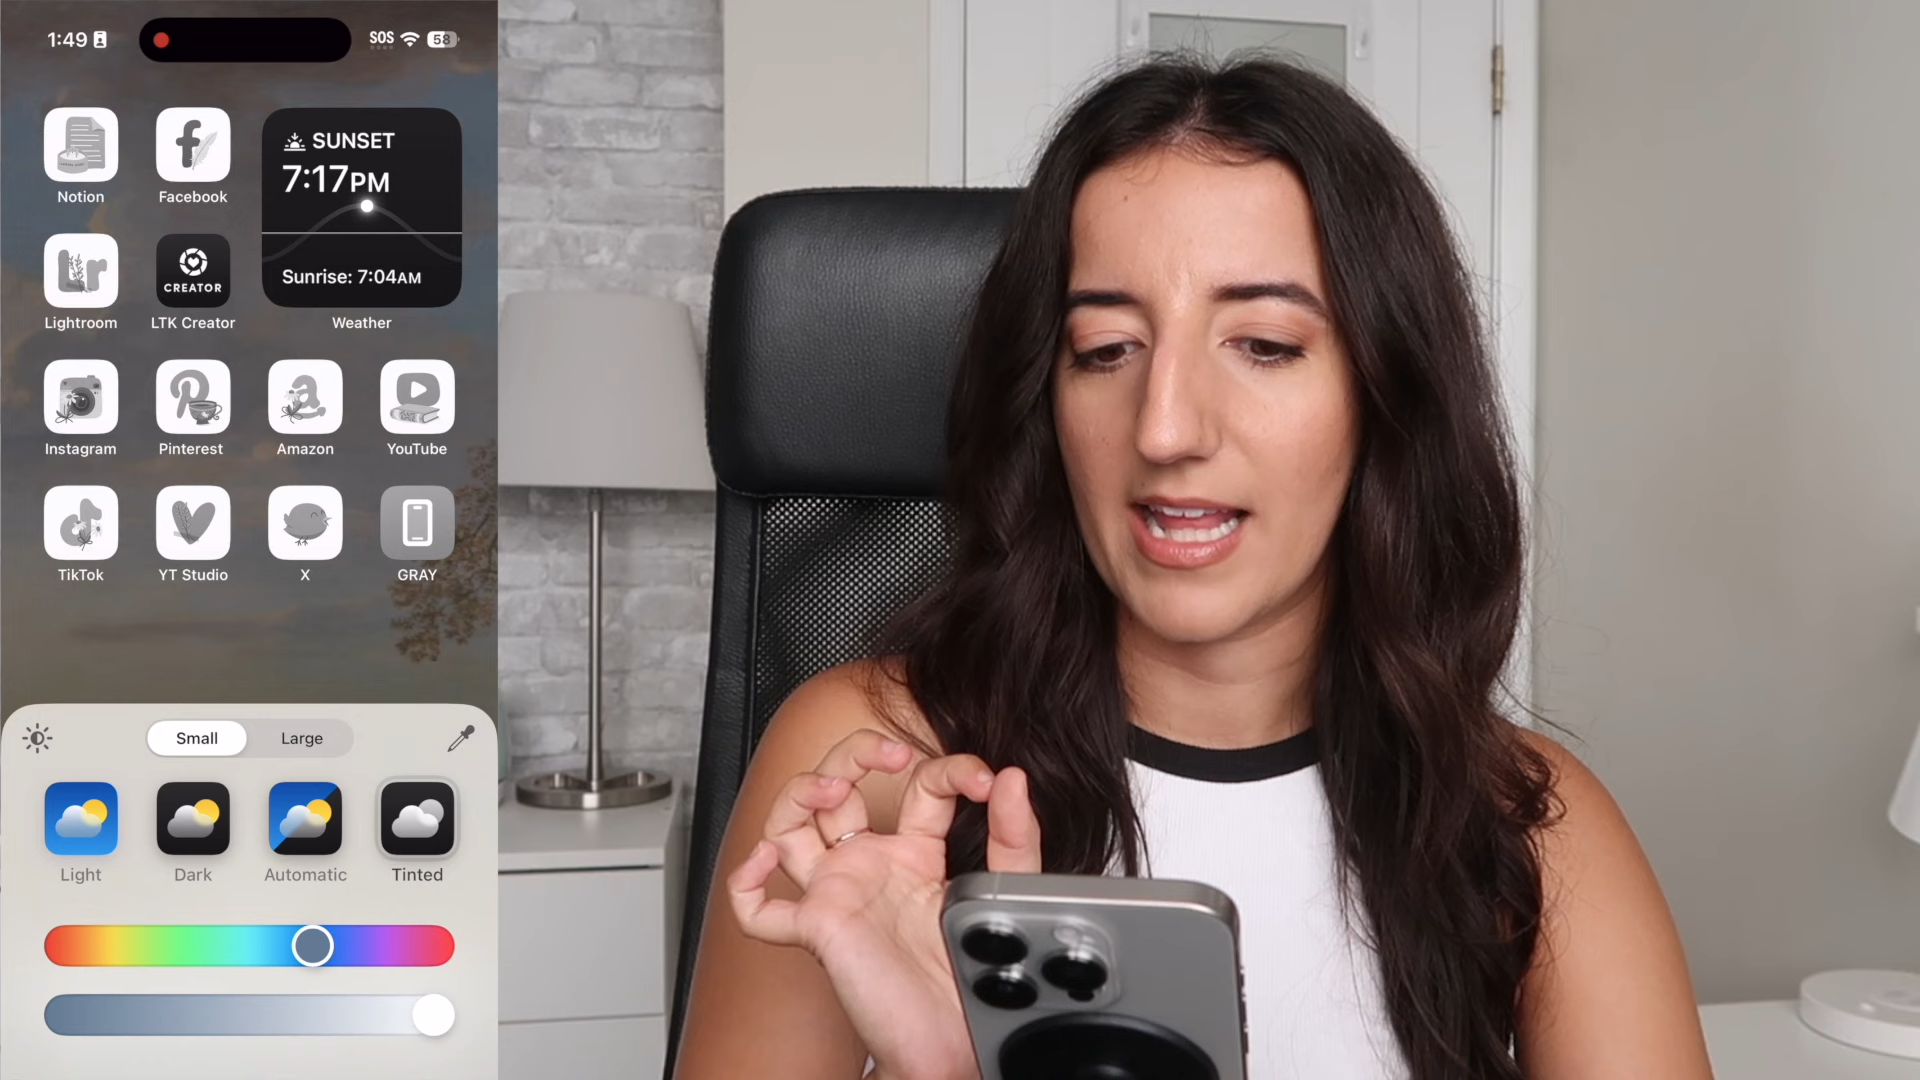 1:49
SOS
58
SUNSET
7:17PM
Sunrise: 7:04AM
Weather
Notion
f
Facebook
Lr
Lightroom
CREATOR
LTK Creator
Instagram
P
Pinterest
a
Amazon
YouTube
TikTok
YT Studio
X
GRAY
Small
Large
Light
Dark
Automatic
Tinted